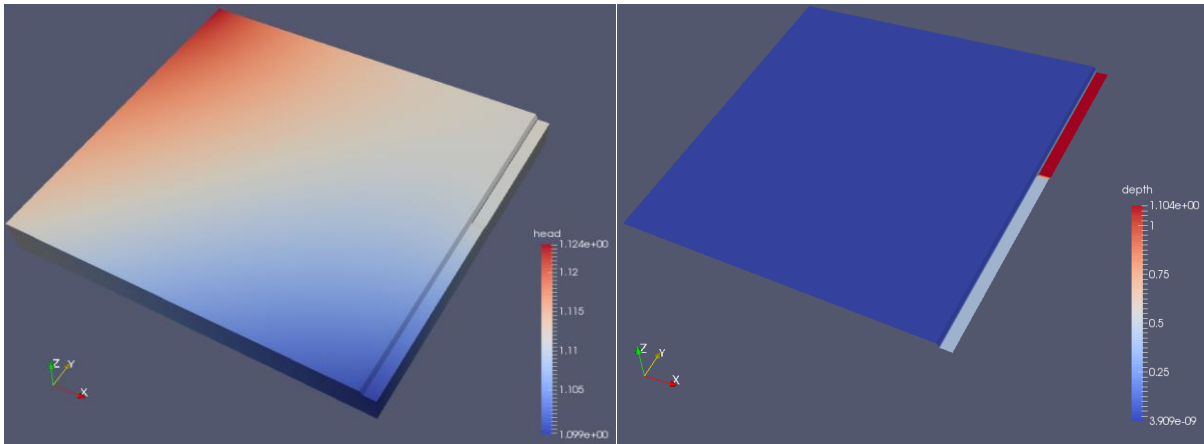 head
1.124e+00
1.12
1.115
1.11
1.105
1.099e+00
Z
Y
X
depth
1.104e+00
1
0.75
0.5
0.25
3.909e-09
Z
Y
X